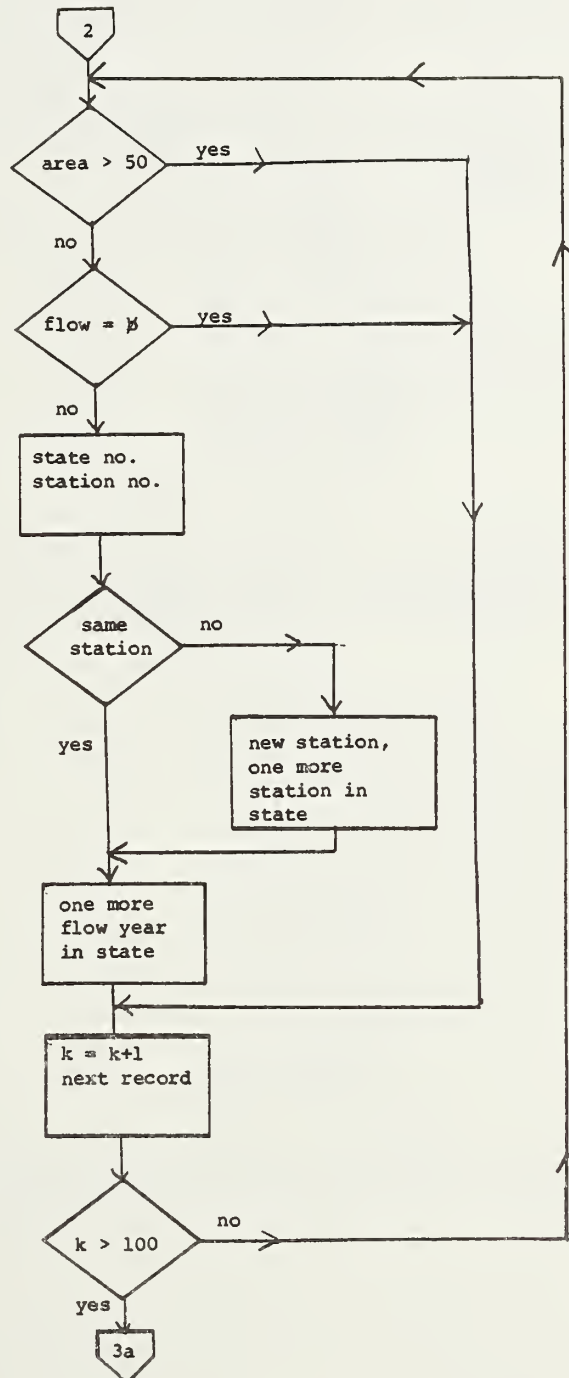 2
area > 50
yes
no
flow = b̸
yes
no
state no.
station no.
same
station
no
yes
new station,
one more
station in
state
one more
flow year
in state
k = k+1
next record
k > 100
no
yes
3a